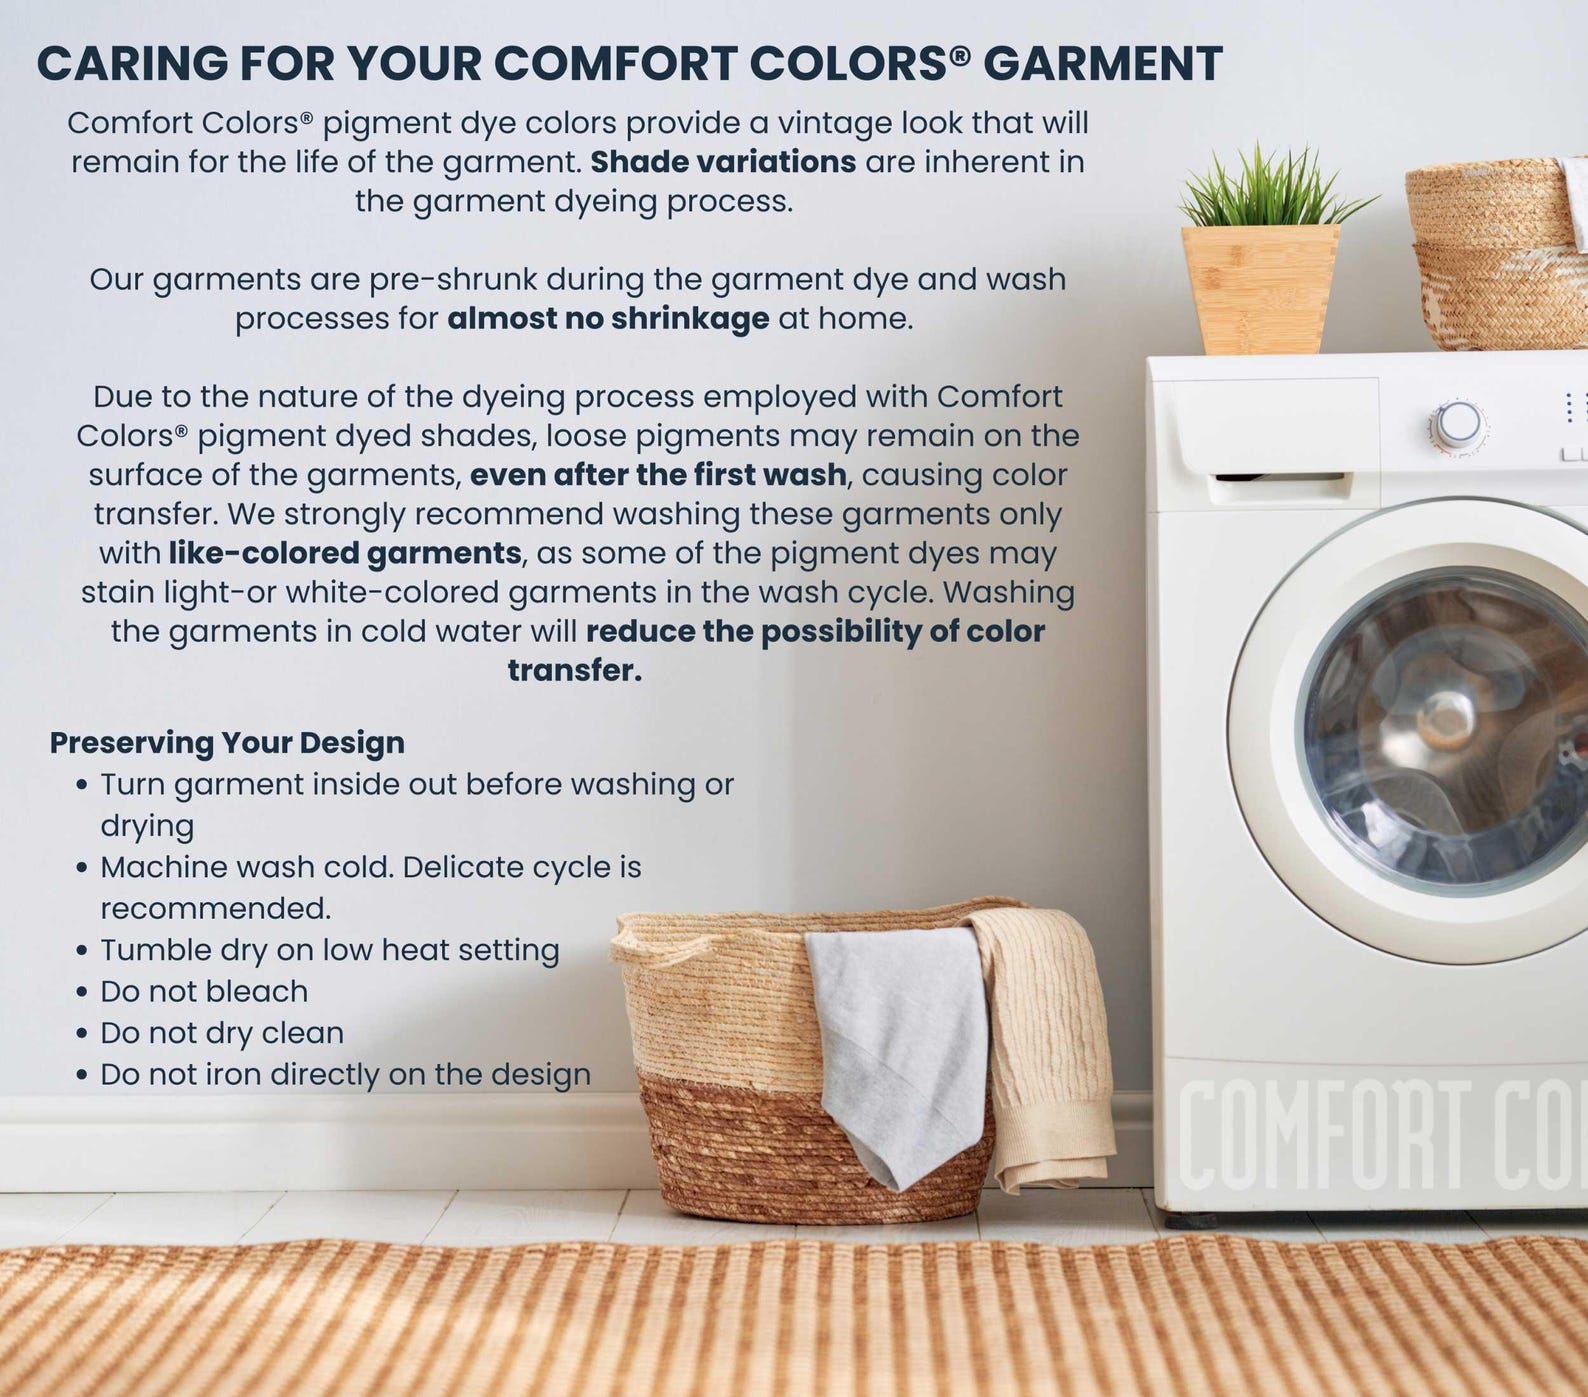 CARING FOR YOUR COMFORT COLORS® GARMENT
Comfort Colors® pigment dye colors provide a vintage look that will
remain for the life of the garment. Shade variations are inherent in
the garment dyeing process.
Our garments are pre-shrunk during the garment dye and wash
processes for almost no shrinkage at home.
Due to the nature of the dyeing process employed with Comfort
Colors® pigment dyed shades, loose pigments may remain on the
surface of the garments, even after the first wash, causing color
transfer. We strongly recommend washing these garments only
with like-colored garments, as some of the pigment dyes may
stain light-or white-colored garments in the wash cycle. Washing
the garments in cold water will reduce the possibility of color
transfer.
Preserving Your Design
• Turn garment inside out before washing or
drying
• Machine wash cold. Delicate cycle is
recommended.
• Tumble dry on low heat setting
• Do not bleach
• Do not dry clean
• Do not iron directly on the design
COMFORT CO